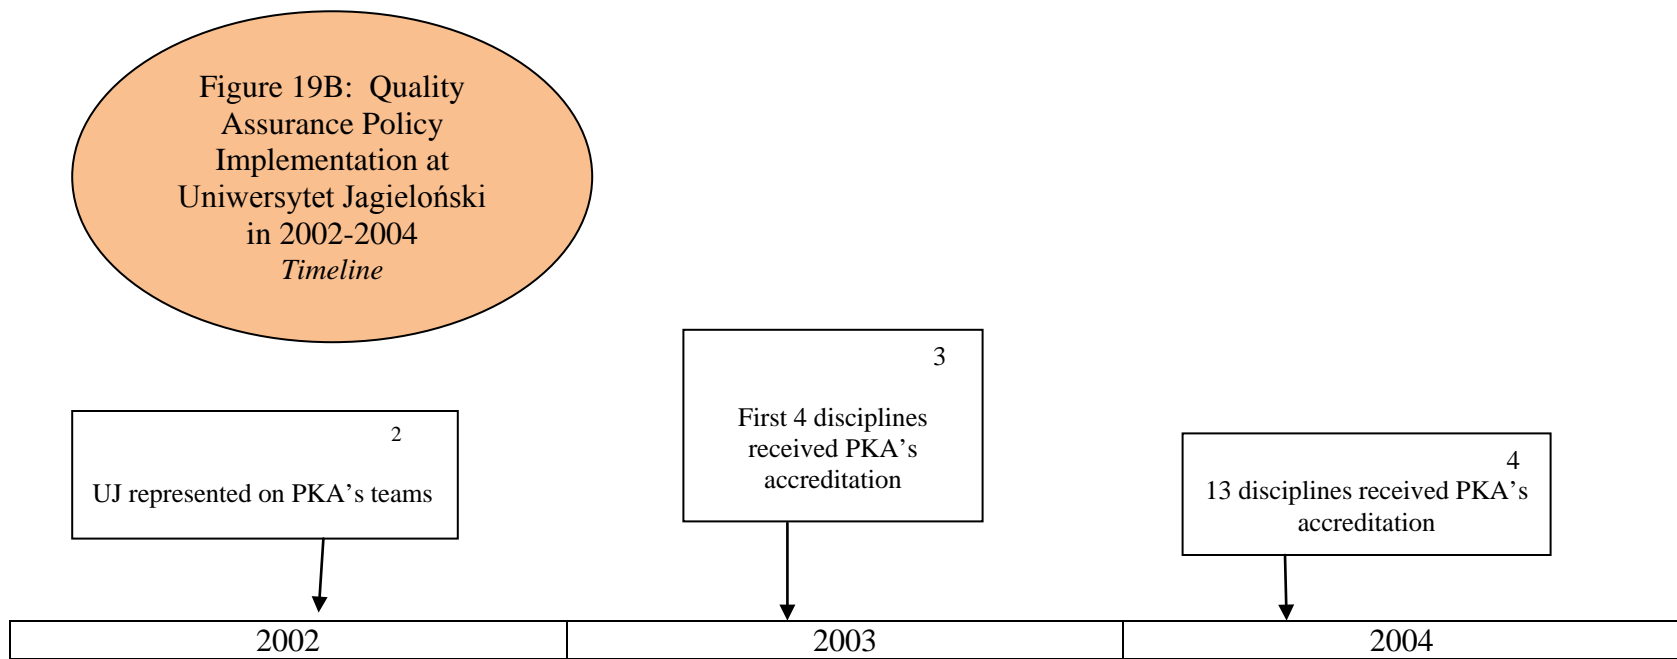 Figure 19B: Quality
Assurance Policy
Implementation at
Uniwersytet Jagieloński
in 2002-2004
Timeline
2
UJ represented on PKA’s teams
3
First 4 disciplines
received PKA’s
accreditation
4
13 disciplines received PKA’s
accreditation
2002
2003
2004